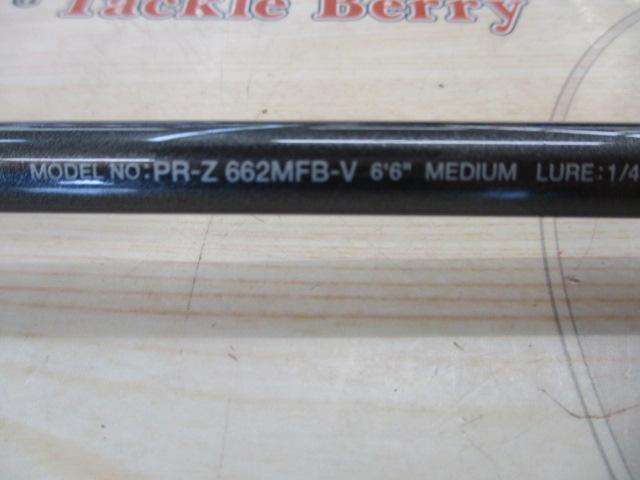 Tackle Berry
MODEL NO:PR-Z 662MFB-V 6'6" MEDIUM LURE:1/4